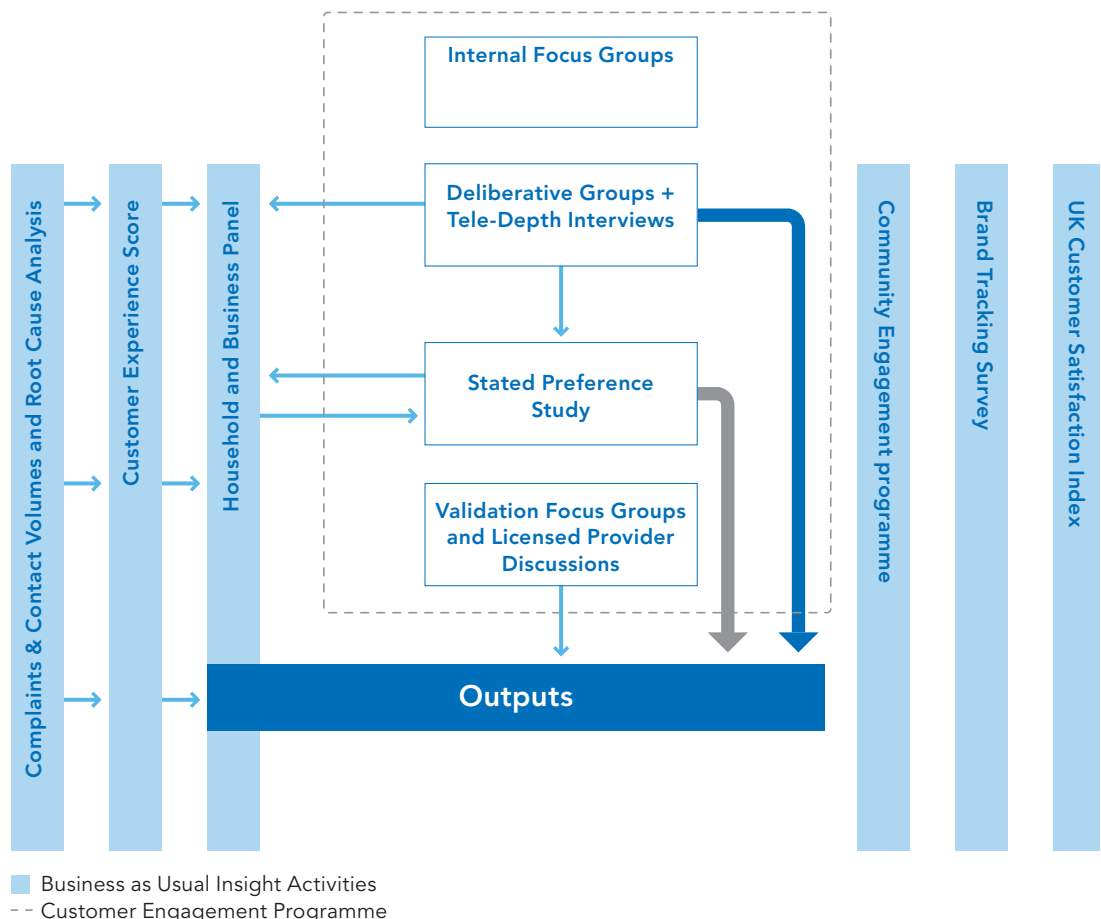 Internal Focus Groups
Deliberative Groups +
Tele-Depth Interviews
Stated Preference
Study
Validation Focus Groups
and Licensed Provider
Discussions
Outputs
Complaints & Contact Volumes and Root Cause Analysis
Customer Experience Score
Household and Business Panel
Community Engagement programme
Brand Tracking Survey
UK Customer Satisfaction Index
Business as Usual Insight Activities
Customer Engagement Programme